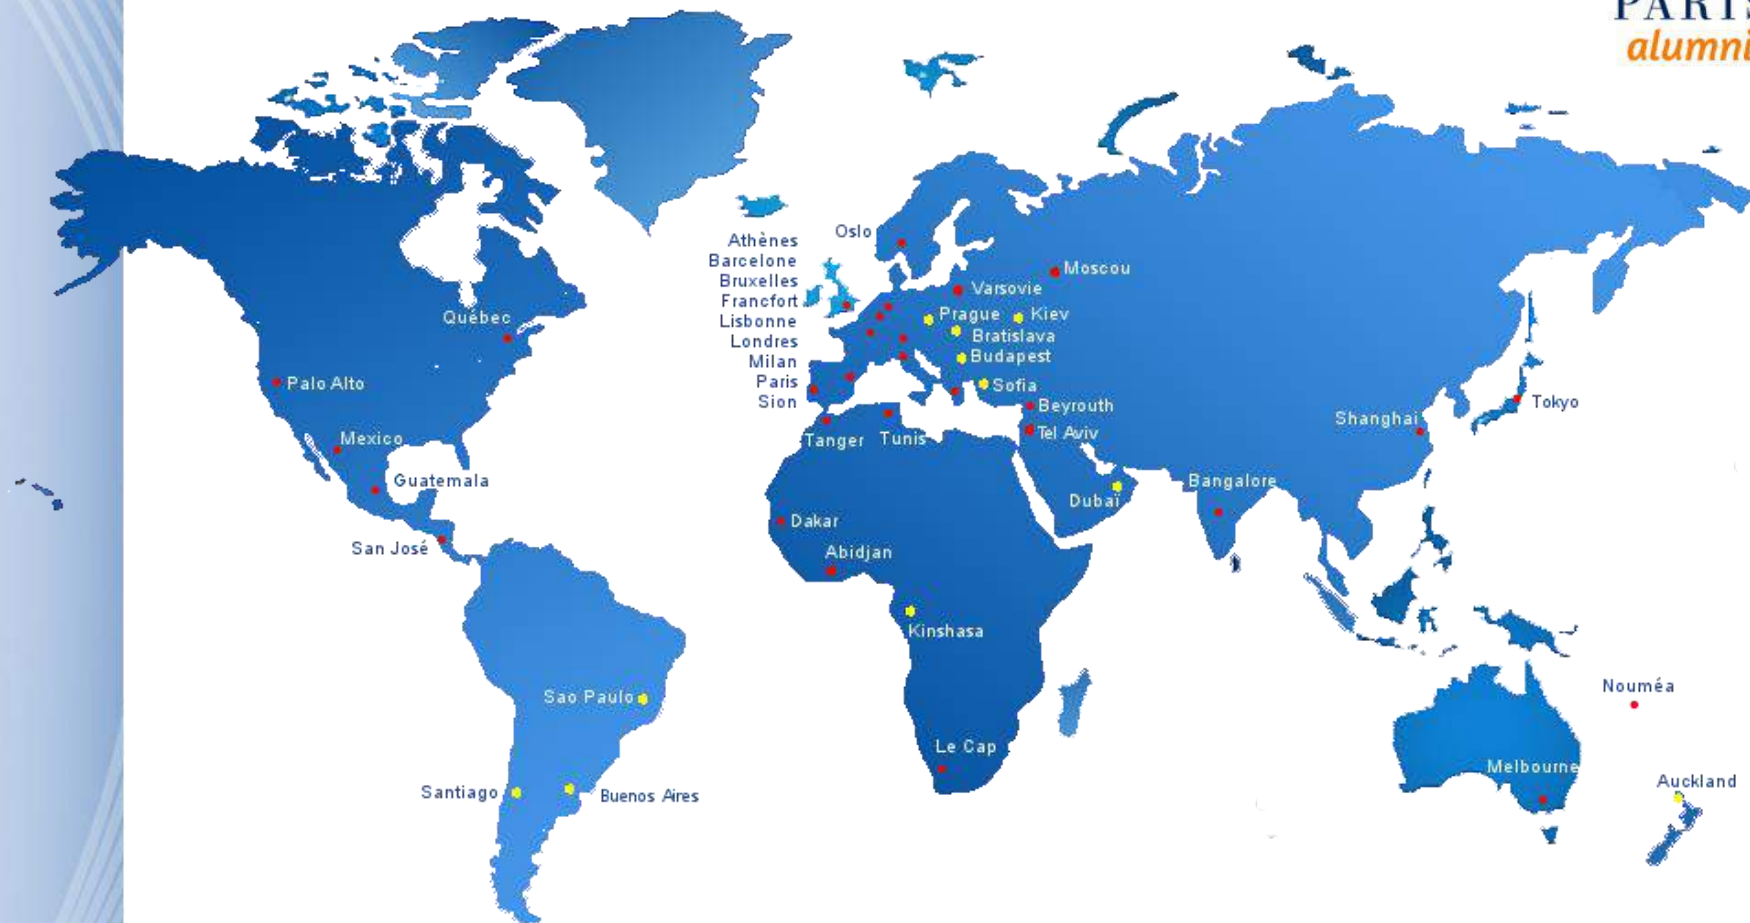 PARIS
alumni
Athènes
Barcelone
Bruxelles
Francfort
Lisbonne
Londres
Milan
Paris
Sion
Oslo
Moscou
Varsovie
Prague
Kiev
Bratislava
Budapest
Sofia
Beyrouth
Tel Aviv
Tanger
Tunis
Québec
Palo Alto
Mexico
Guatemala
San José
Dakar
Abidjan
Kinshasa
Dubaï
Bangalore
Shanghai
Tokyo
Sao Paulo
Santiago
Buenos Aires
Le Cap
Nouméa
Melbourne
Auckland